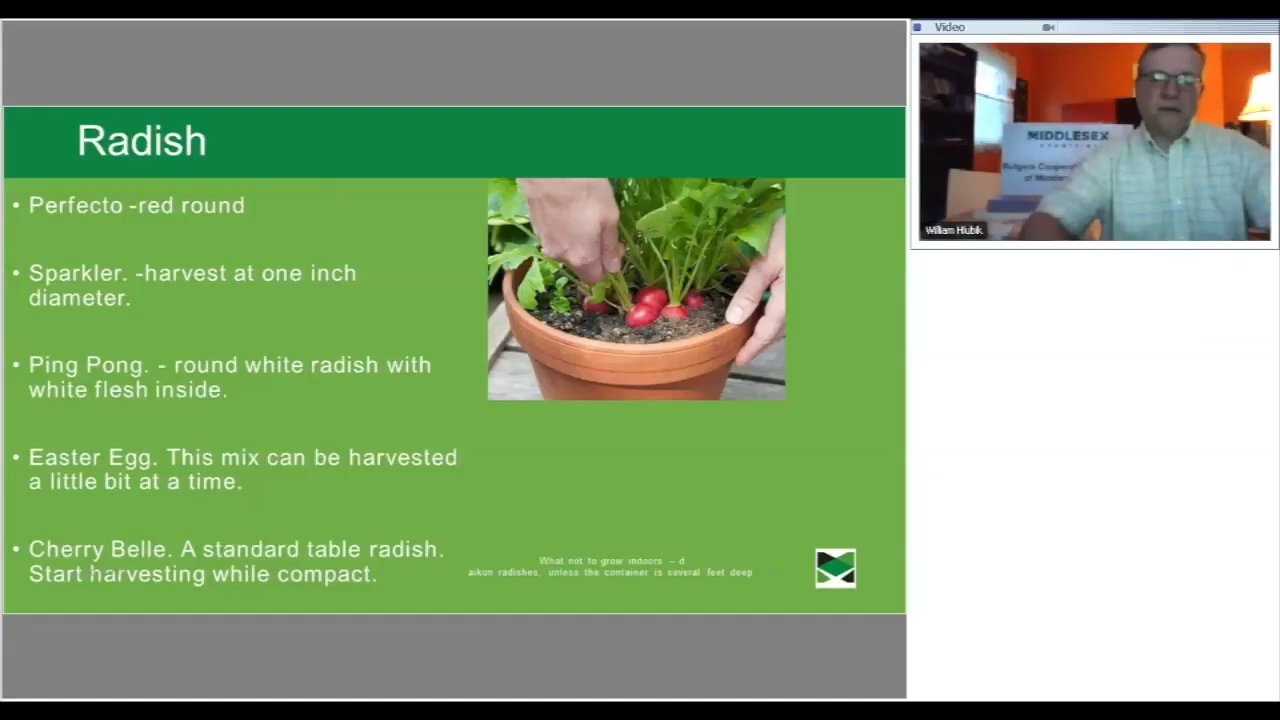 Radish
• Perfecto -red round
• Sparkler. -harvest at one inch
diameter.
• Ping Pong. - round white radish with
white flesh inside.
• Easter Egg. This mix can be harvested
a little bit at a time.
• Cherry Belle. A standard table radish.
Start harvesting while compact.
What not to grow indoors – d
aikon radishes, unless the container is several feet deep
Video
MIDDLESEX
Rutgers
of
William Hlubik